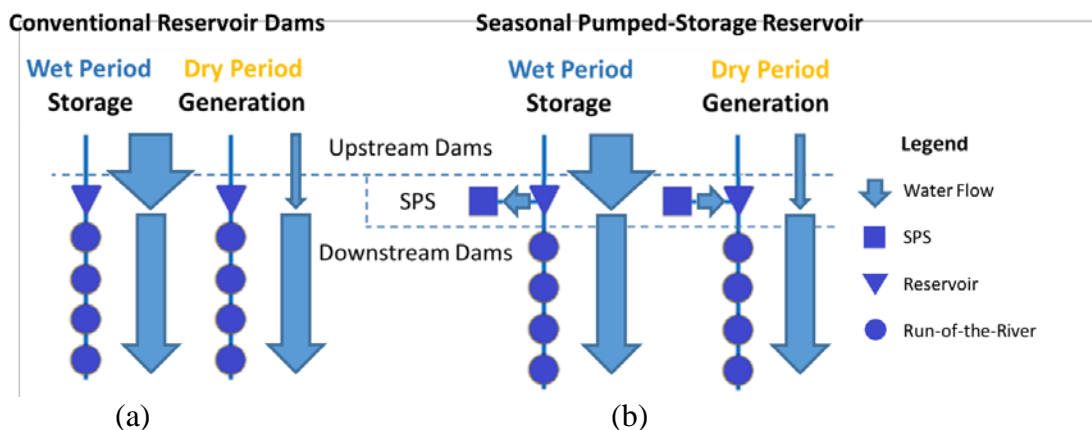 Conventional Reservoir Dams
Seasonal Pumped-Storage Reservoir
Wet Period
Dry Period
Wet Period
Dry Period
Storage
Generation
Storage
Generation
Legend
Upstream Dams
Water Flow
SPS
SPS
Downstream Dams
Reservoir
Run-of-the-River
(a)
(b)